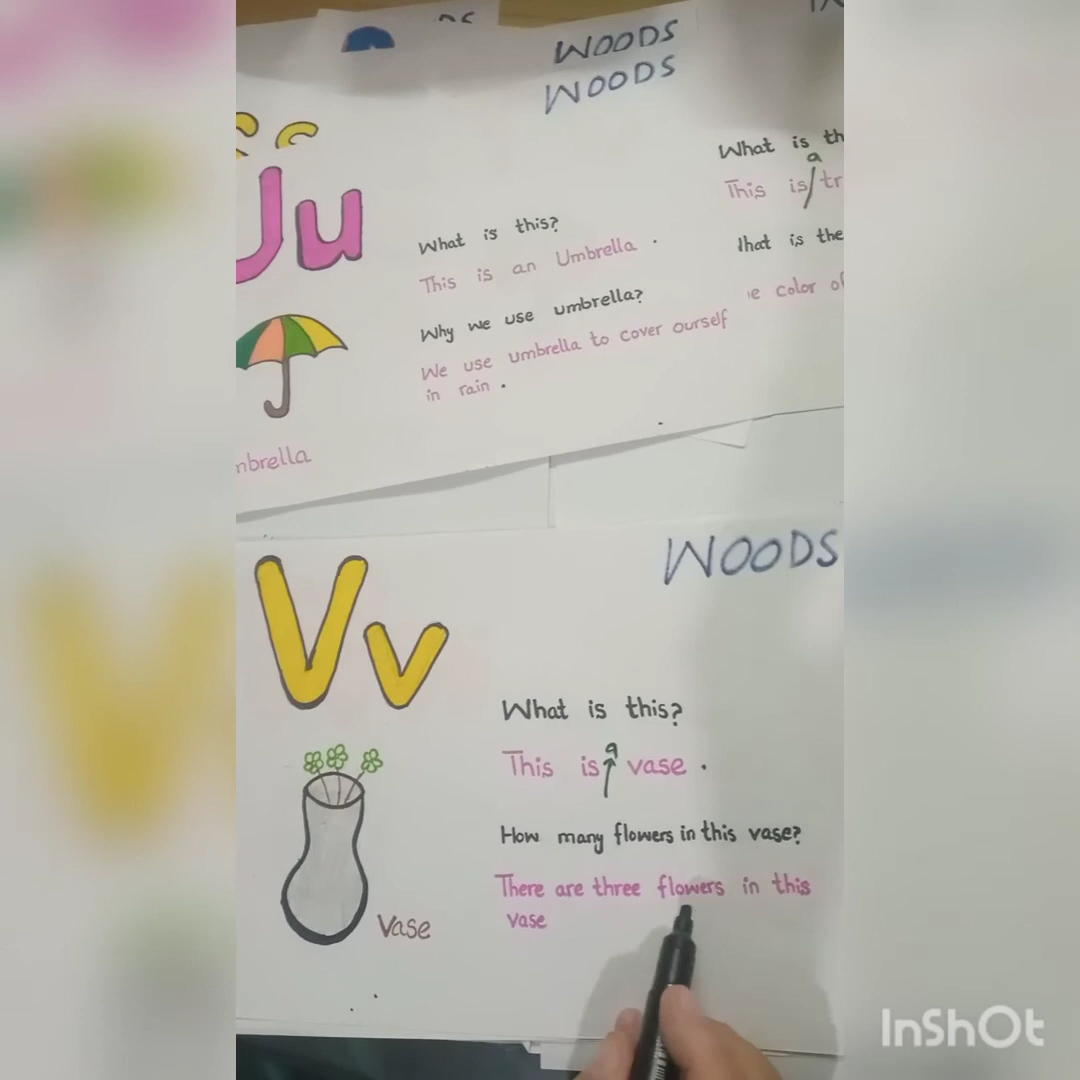 WOODS
WOODS
Uu
What is this?
This is an Umbrella.
Why we use umbrella?
We use umbrella to cover ourself
in rain.
What is
This is a
is the
color
WOODS
Vv
What is this?
This is a vase.
How many flowers in this vase?
There are three flowers in this
vase
Vase
InShOt